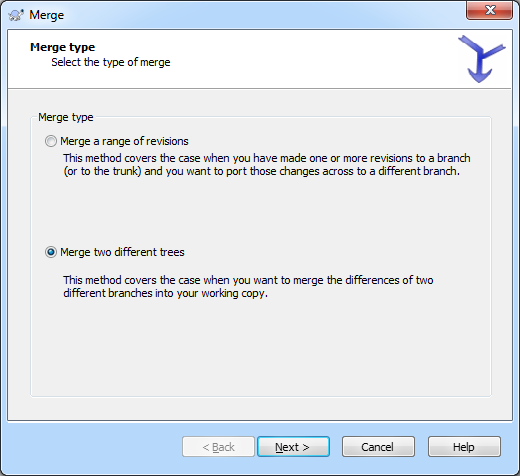 Merge
Merge type
Select the type of merge
Merge type
Merge a range of revisions
This method covers the case when you have made one or more revisions to a branch
(or to the trunk) and you want to port those changes across to a different branch.
Merge two different trees
This method covers the case when you want to merge the differences of two
different branches into your working copy.
< Back
Next >
Cancel
Help